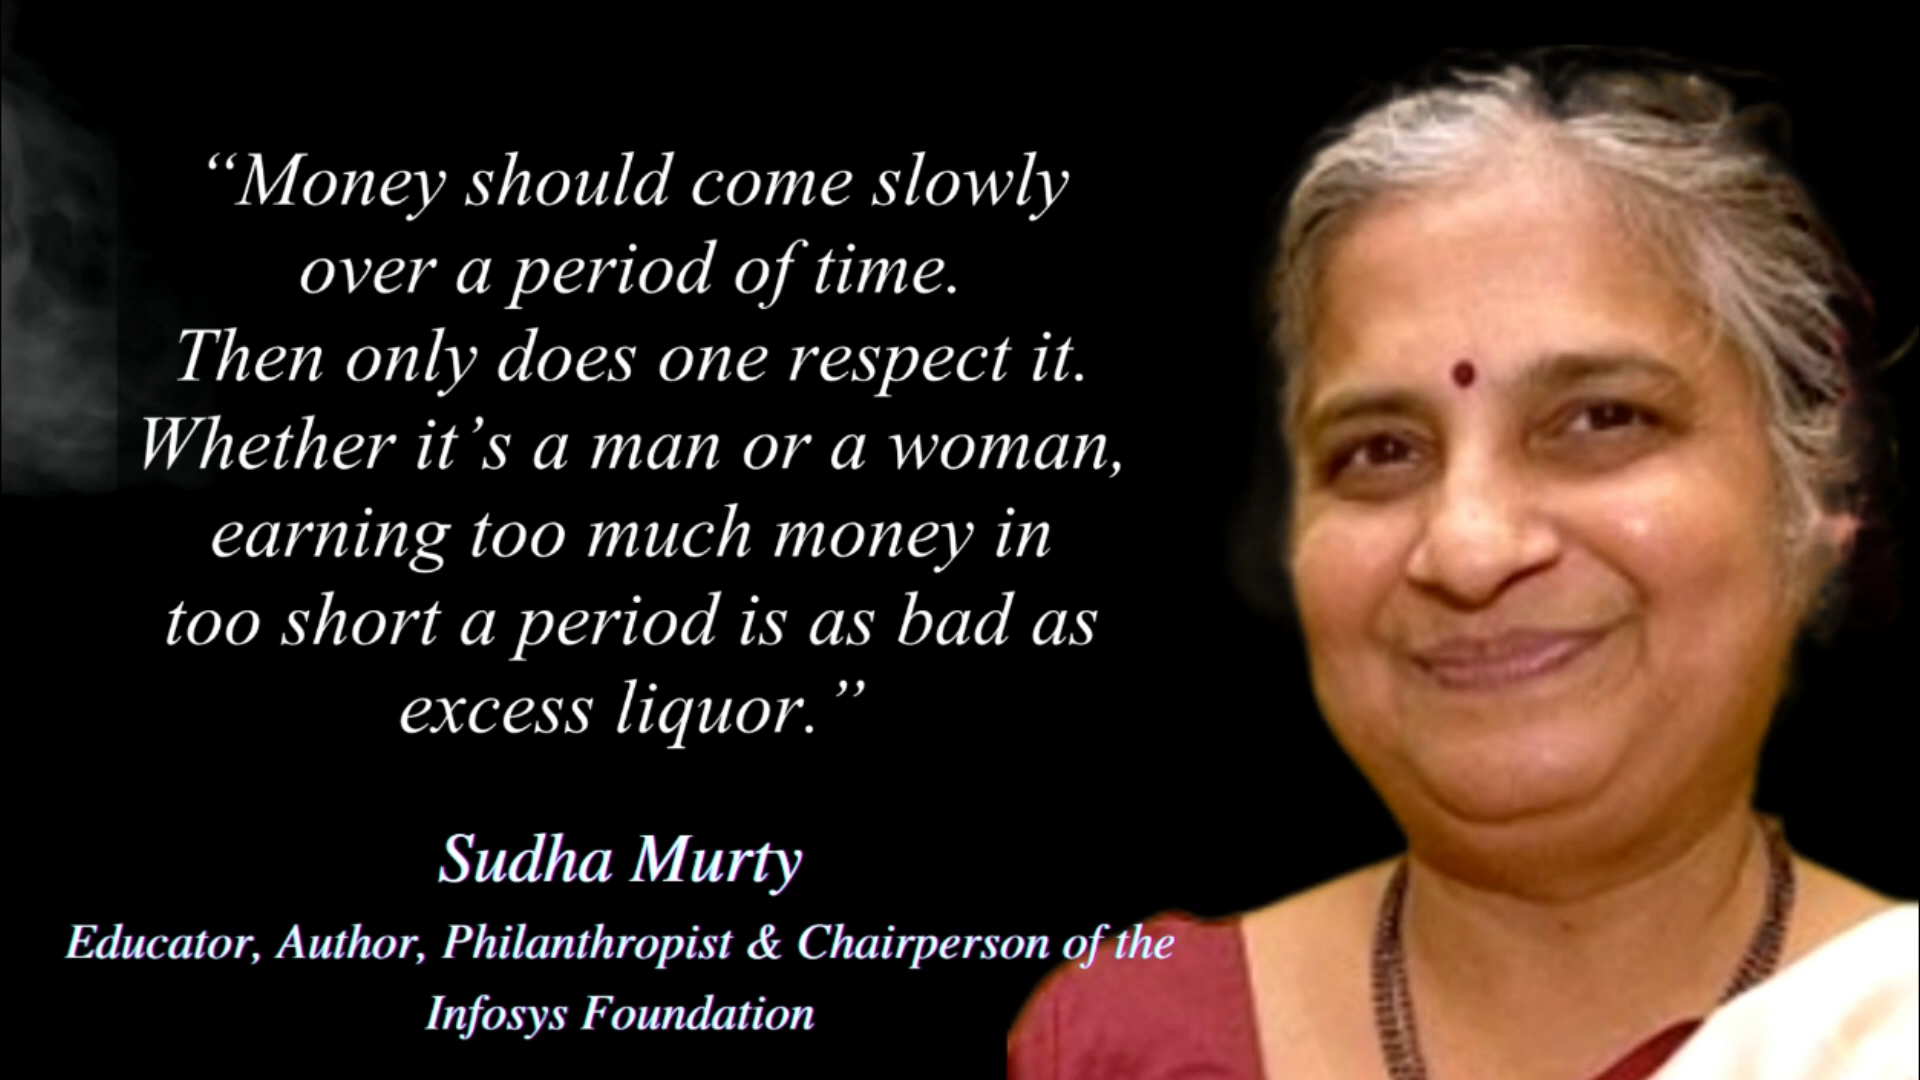 “Money should come slowly
over a period of time.
Then only does one respect it.
Whether it’s a man or a woman,
earning too much money in
too short a period is as bad as
excess liquor.”
Sudha Murty
Educator, Author, Philanthropist & Chairperson of the
Infosys Foundation